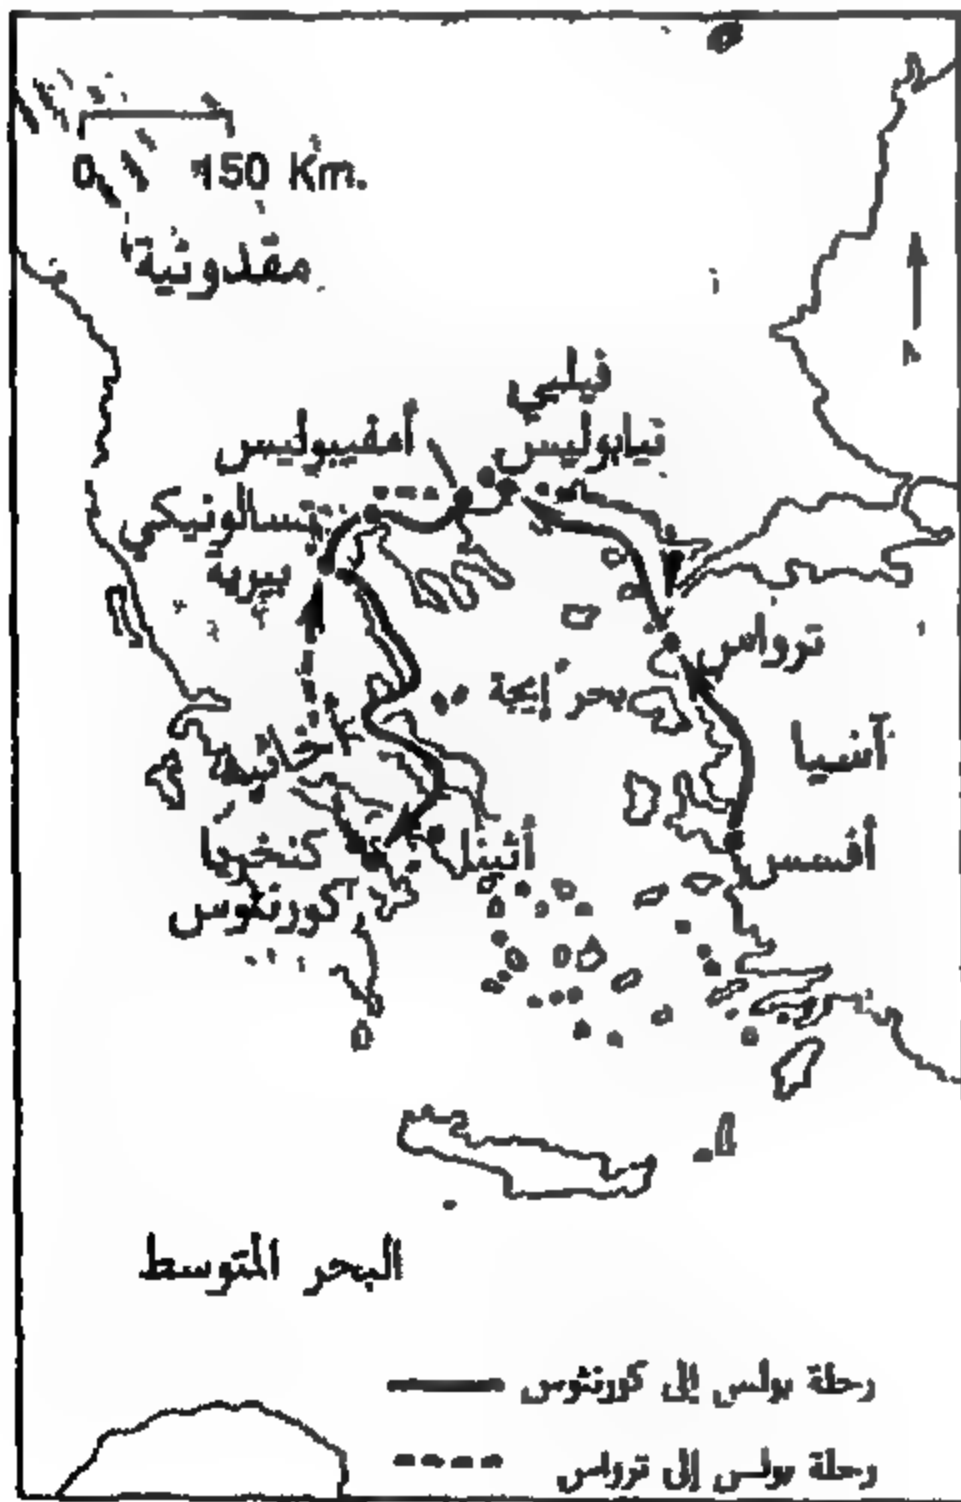 0 150 Km.
مقدونية
فيلبي
نيابوليس
أمفيبوليس
تسالونيكي
بيرية
ترواس
بحر إيجة
آسيا
أخائية
كنخريا
أثينا
أفسس
كورنثوس
البحر المتوسط
رحلة بولس إلى كورنثوس
رحلة بولس إلى ترواس